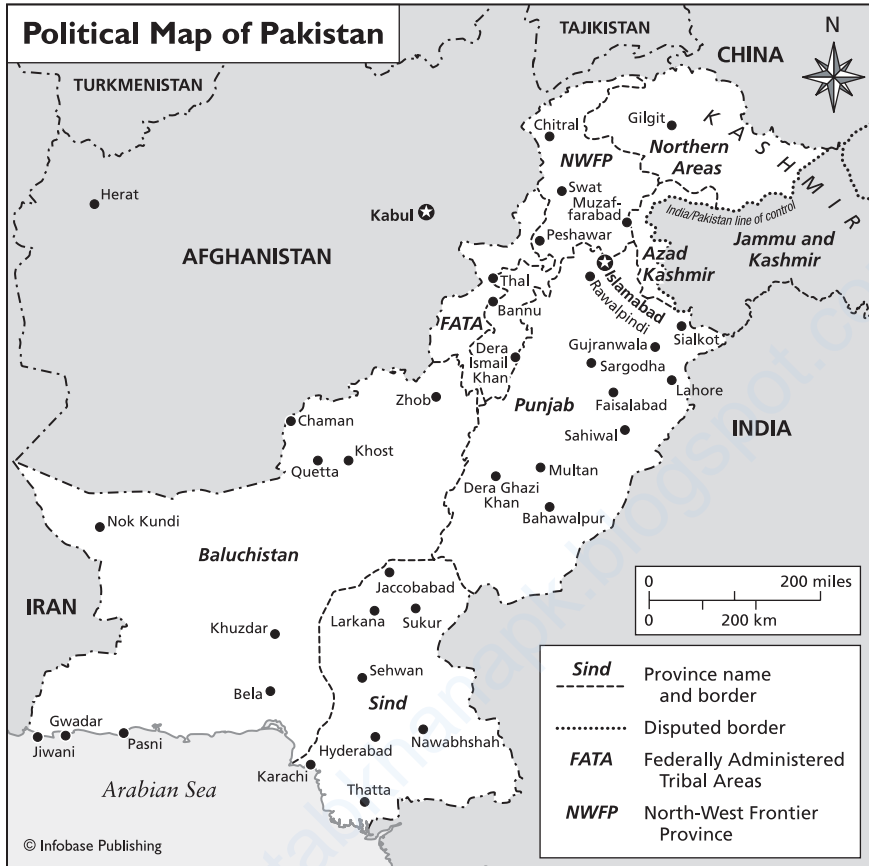 Political Map of Pakistan
TAJIKISTAN
CHINA
N
TURKMENISTAN
Chitral
Gilgit
KASHMIR
NWFP
Northern
Areas
Herat
Swat
Kabul
Muzaf-
farabad
India/Pakistan line of control
Peshawar
Jammu and
Kashmir
AFGHANISTAN
Azad
Kashmir
Islamabad
Rawalpindi
Thal
FATA
Bannu
Sialkot
Gujranwala
Dera
Ismail
Khan
Sargodha
Lahore
Zhob
Punjab
Faisalabad
Chaman
Sahiwal
INDIA
Quetta
Khost
Multan
Dera Ghazi
Khan
Bahawalpur
Nok Kundi
Baluchistan
IRAN
Jaccobabad
0 200 miles
0 200 km
Larkana
Sukur
Khuzdar
Sehwan
Bela
Sind
Gwadar
Jiwani
Pasni
Hyderabad
Nawabhshah
Karachi
Arabian Sea
Thatta
Sind Province name
and border
Disputed border
FATA Federally Administered
Tribal Areas
NWFP North-West Frontier
Province
© Infobase Publishing